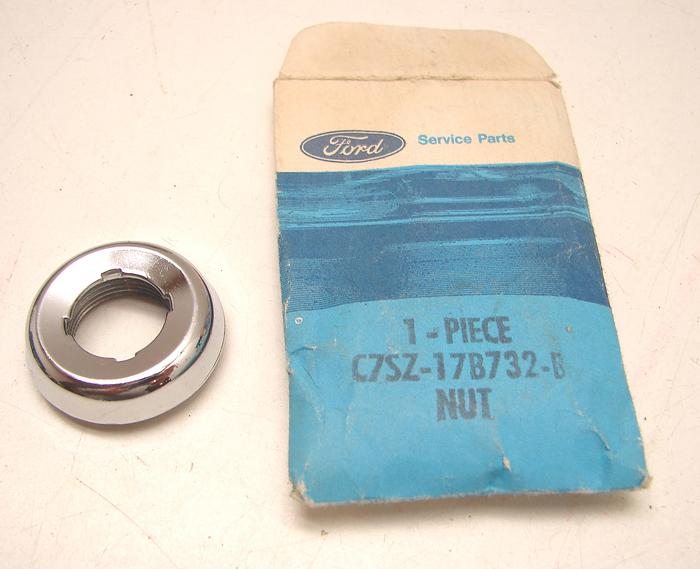 Ford
Service Parts
1-PIECE
C7SZ-17B732-B
NUT